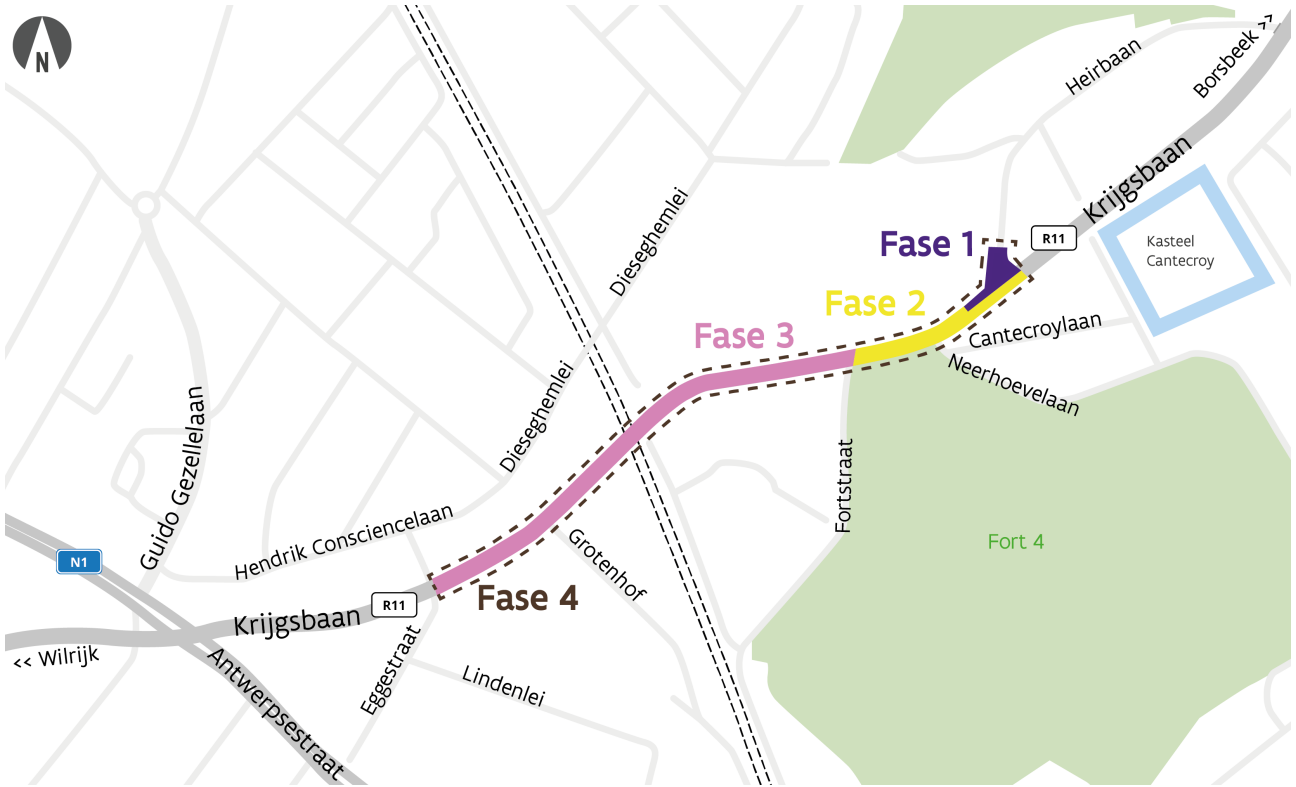 N
Heirbaan
Borsbeek >>
Krijgsbaan
R11
Kasteel
Cantecroy
Dieseghemlei
Fase 1
Fase 2
Fase 3
Cantecroylaan
Neerhoevelaan
Dieseghemlei
Guido Gezellelaan
Fortstraat
Hendrik Consciencelaan
Fort 4
N1
Grotenhof
Fase 4
R11
Krijgsbaan
<< Wilrijk
Eggestraat
Lindenlei
Antwerpsestraat